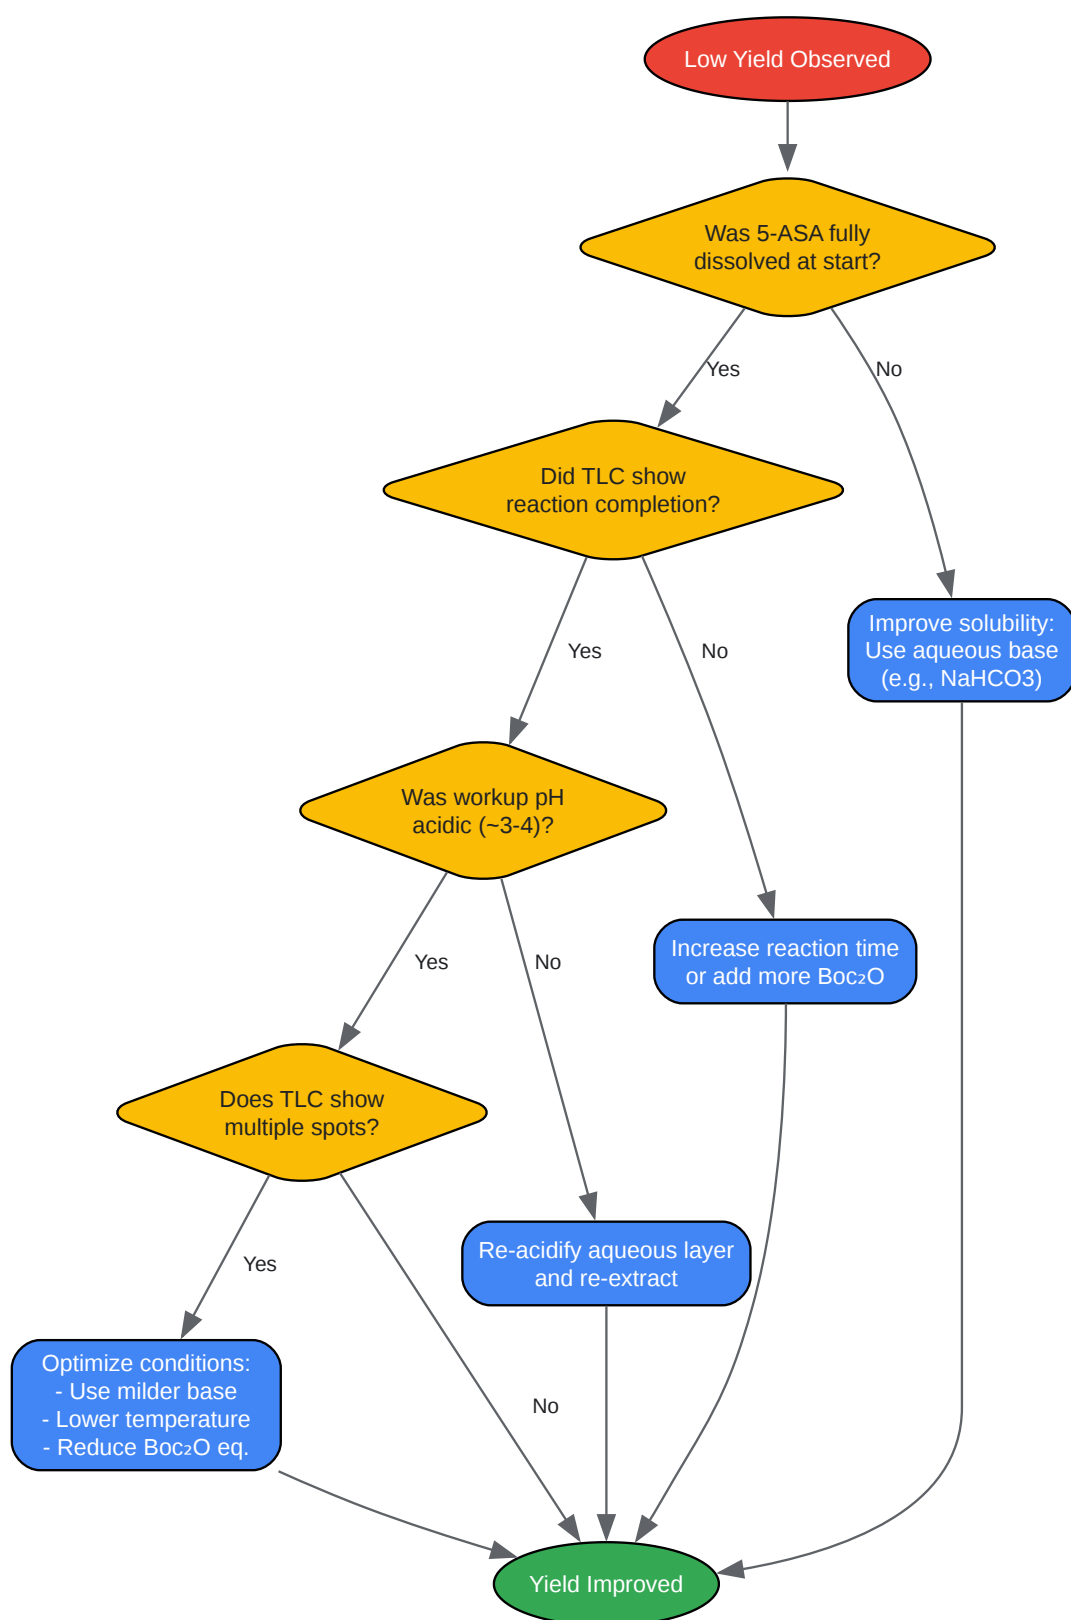 Low Yield Observed
Was 5-ASA fully
dissolved at start?
Yes
No
Did TLC show
reaction completion?
Improve solubility:
Use aqueous base
(e.g., NaHCO3)
Yes
No
Was workup pH
acidic (~3-4)?
Increase reaction time
or add more Boc₂O
Yes
No
Does TLC show
multiple spots?
Re-acidify aqueous layer
and re-extract
Yes
Optimize conditions:
- Use milder base
- Lower temperature
- Reduce Boc₂O eq.
No
Yield Improved